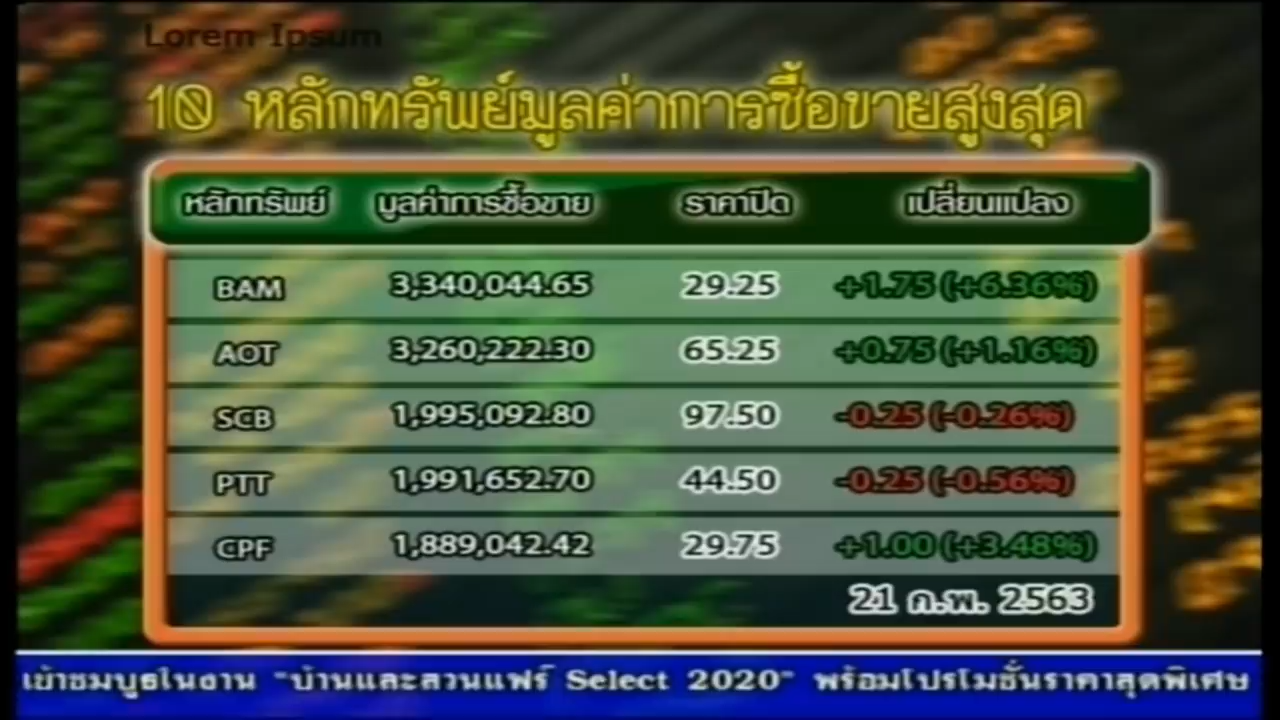 Lorem Ipsum
10 หลักทรัพย์มูลค่าการซื้อขายสูงสุด
หลักทรัพย์ มูลค่าการซื้อขาย ราคาปิด เปลี่ยนแปลง
BAM 3,340,044.65 29.25 +1.75 (+6.36%)
AOT 3,260,222.30 65.25 +0.75 (+1.16%)
SCB 1,995,092.80 97.50 -0.25 (-0.26%)
PTT 1,991,652.70 44.50 -0.25 (-0.56%)
CPF 1,889,042.42 29.75 +1.00 (+3.48%)
21 ก.พ. 2563
เข้าชมบูธในงาน "บ้านและสวนแฟร์ Select 2020" พร้อมโปรโมชั่นราคาสุดพิเศษ